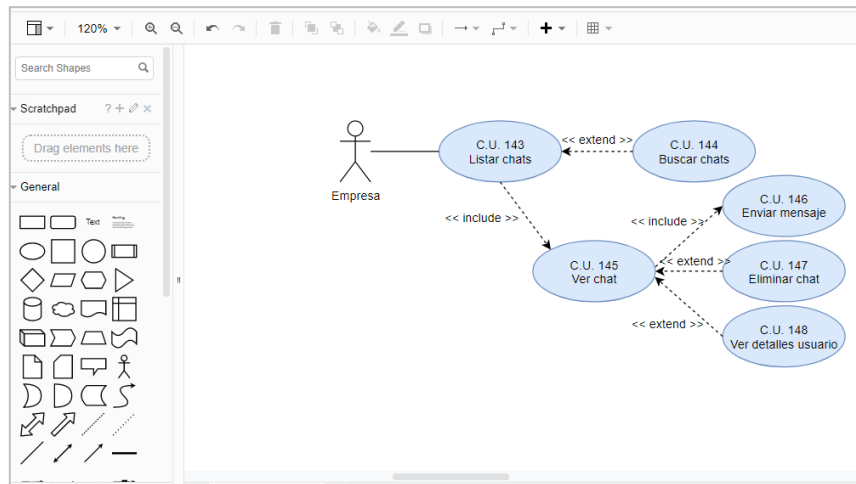 120%
Search Shapes
Scratchpad
?
Drag elements here
General
Text
Heading
C.U. 143
Listar chats
<< extend >>
C.U. 144
Buscar chats
Empresa
<< include >>
C.U. 145
Ver chat
<< include >>
C.U. 146
Enviar mensaje
<< extend >>
C.U. 147
Eliminar chat
<< extend >>
C.U. 148
Ver detalles usuario